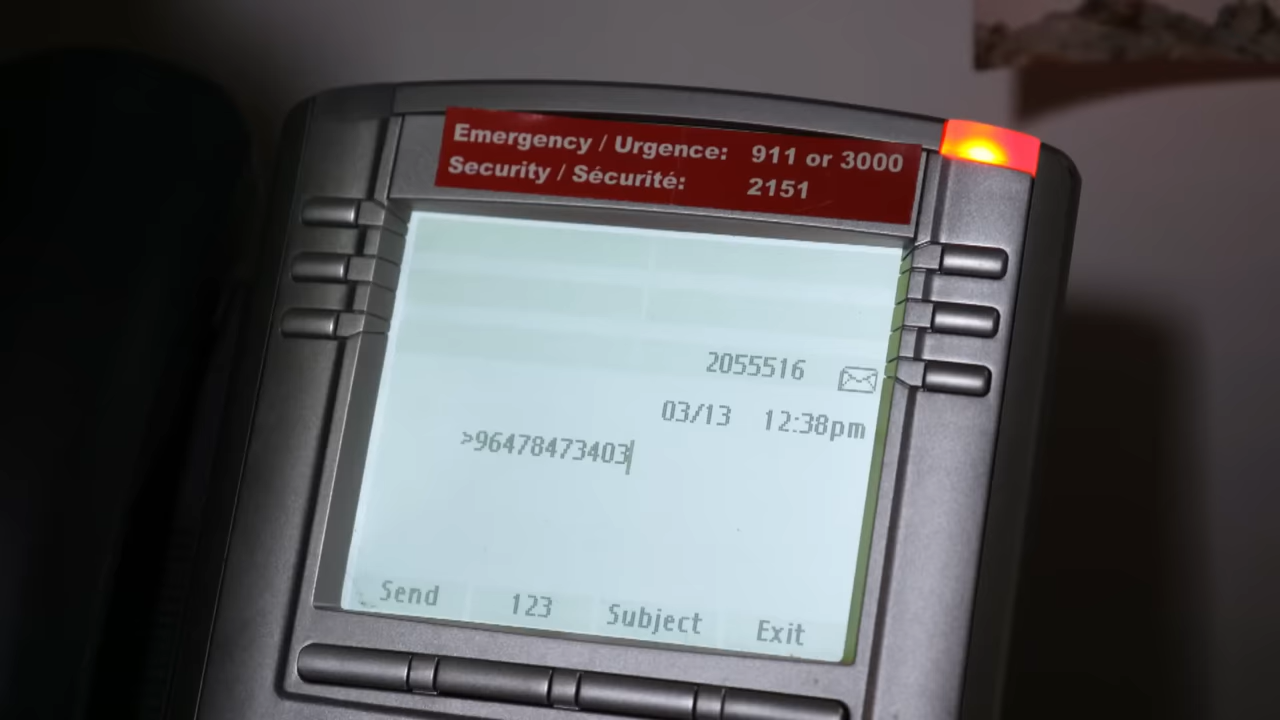 Emergency / Urgence: 911 or 3000
Security / Sécurité: 2151
2055516
03/13 12:38pm
>96478473403
Send 123 Subject Exit